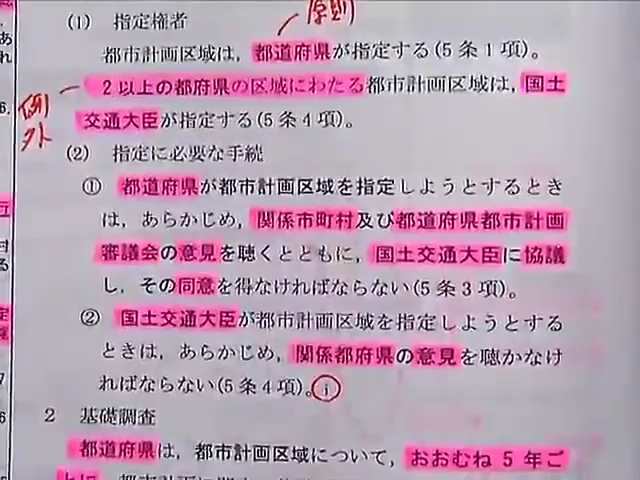 原則
(1) 指定権者
都市計画区域は,都道府県が指定する(5条1項)。
2以上の都府県の区域にわたる都市計画区域は,国土
例外
交通大臣が指定する(5条4項)。
(2) 指定に必要な手続
① 都道府県が都市計画区域を指定しようとするとき
は,あらかじめ,関係市町村及び都道府県都市計画
審議会の意見を聴くとともに,国土交通大臣に協議
し,その同意を得なければならない(5条3項)。
② 国土交通大臣が都市計画区域を指定しようとする
ときは,あらかじめ,関係都府県の意見を聴かなけ
ればならない(5条4項)。i
2 基礎調査
都道府県は,都市計画区域について,おおむね5年ご